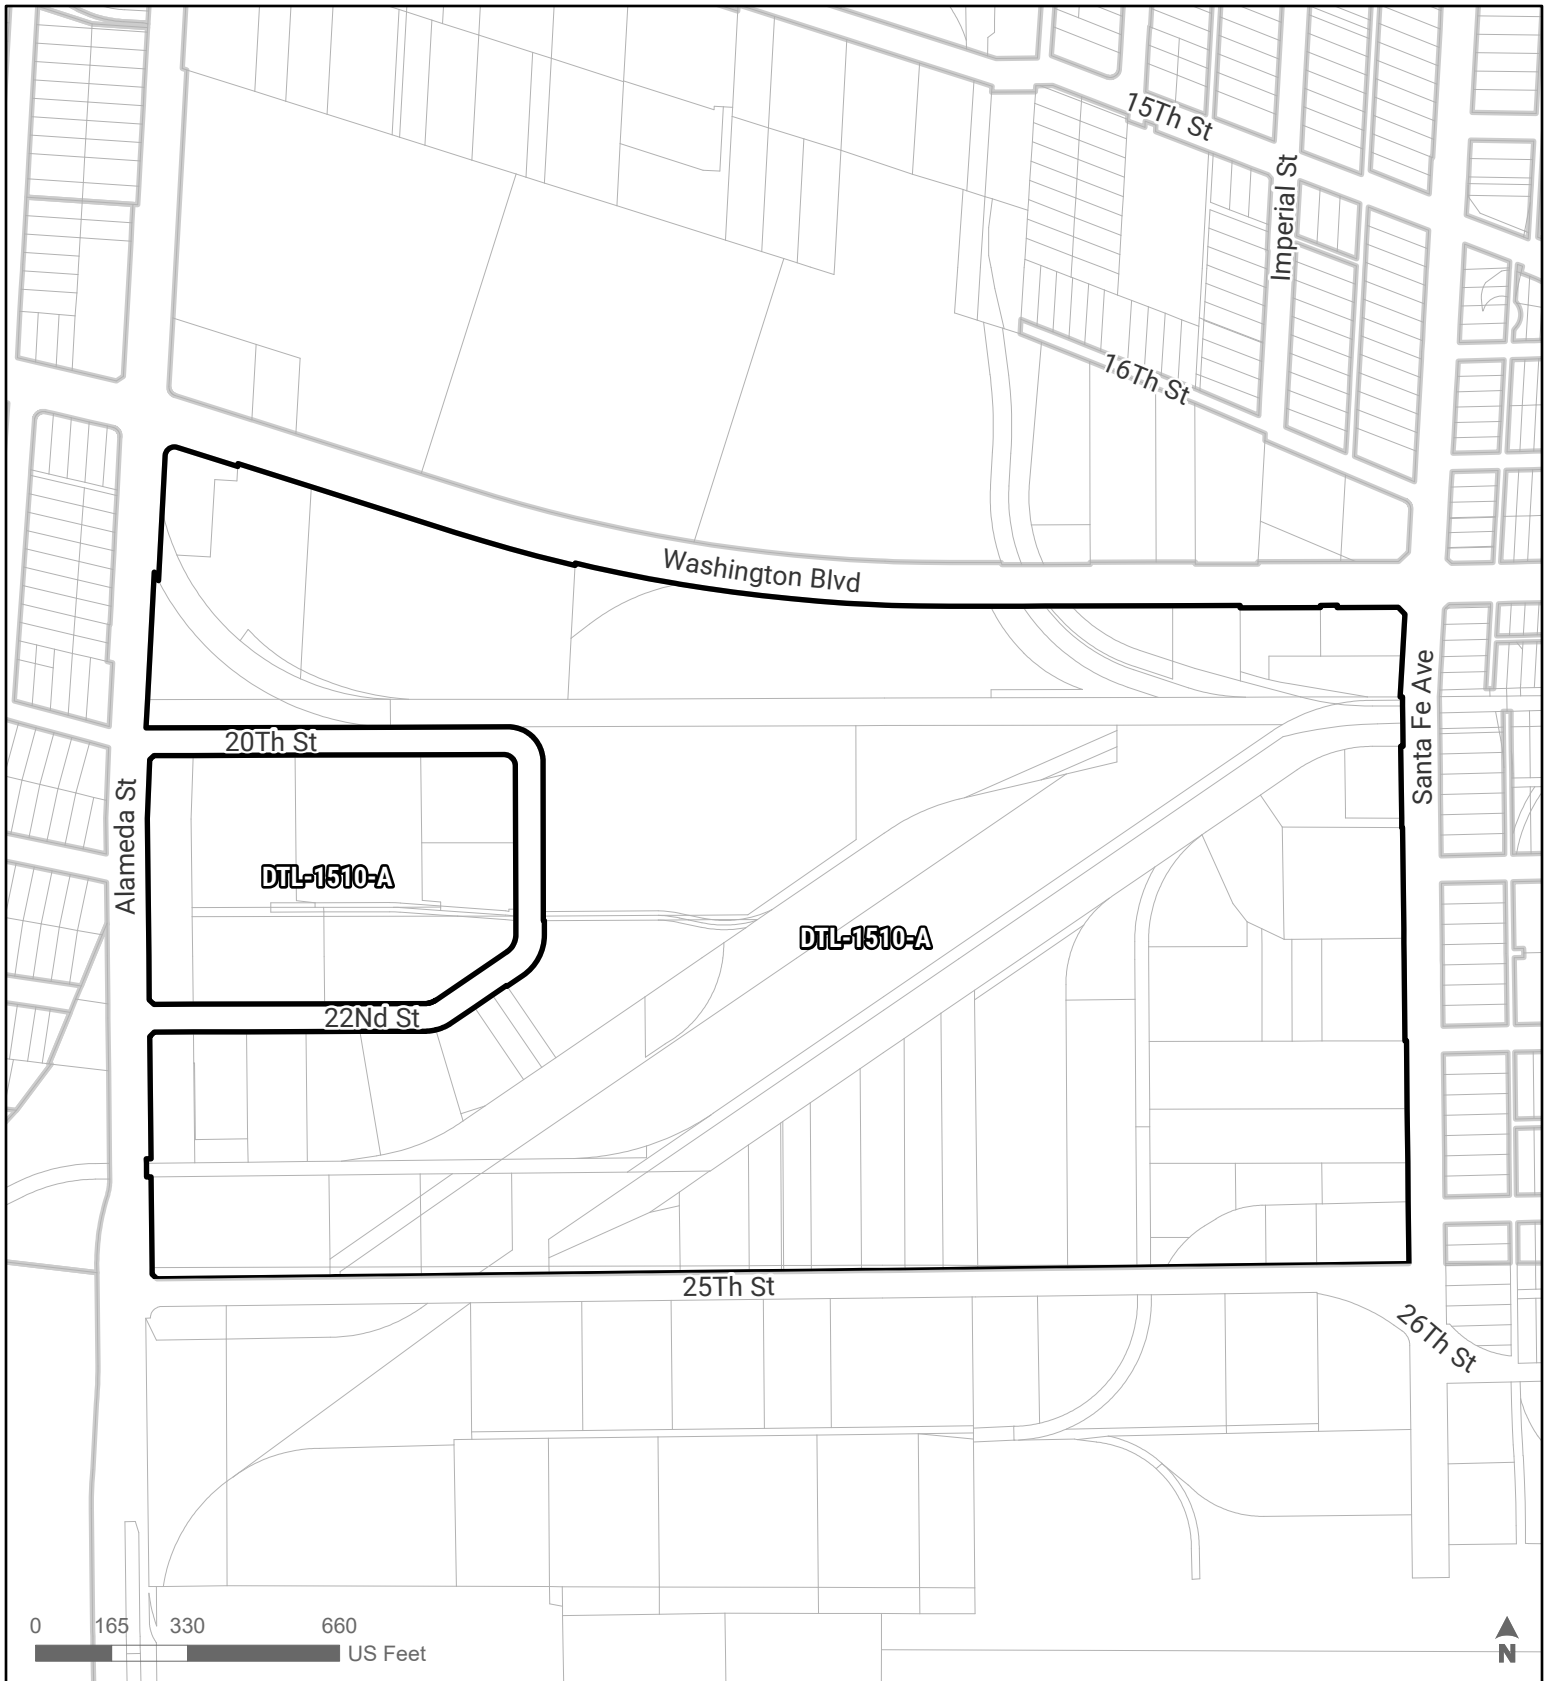 15Th St
Imperial St
16Th St
Washington Blvd
Santa Fe Ave
20Th St
Alameda St
DTL-1510-A
DTL-1510-A
22Nd St
25Th St
26Th St
0 165 330 660
US Feet
N